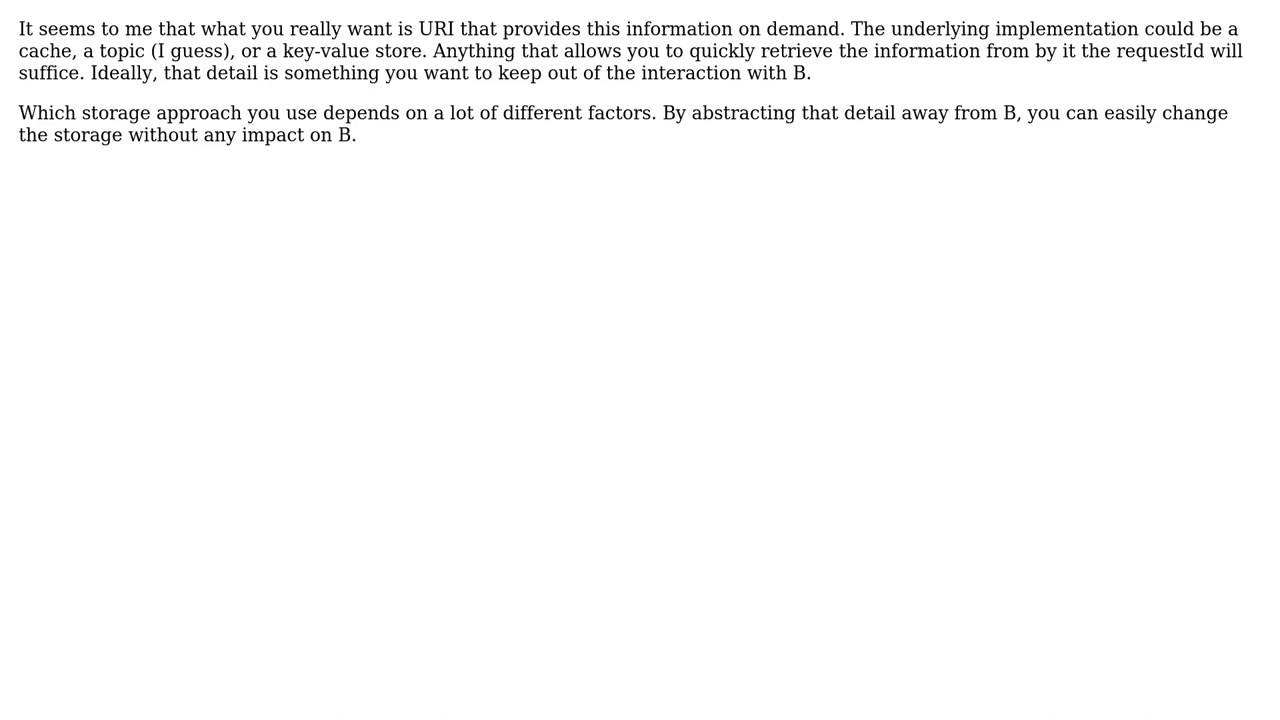 It seems to me that what you really want is URI that provides this information on demand. The underlying implementation could be a
cache, a topic (I guess), or a key-value store. Anything that allows you to quickly retrieve the information from by it the requestId will
suffice. Ideally, that detail is something you want to keep out of the interaction with B.
Which storage approach you use depends on a lot of different factors. By abstracting that detail away from B, you can easily change
the storage without any impact on B.